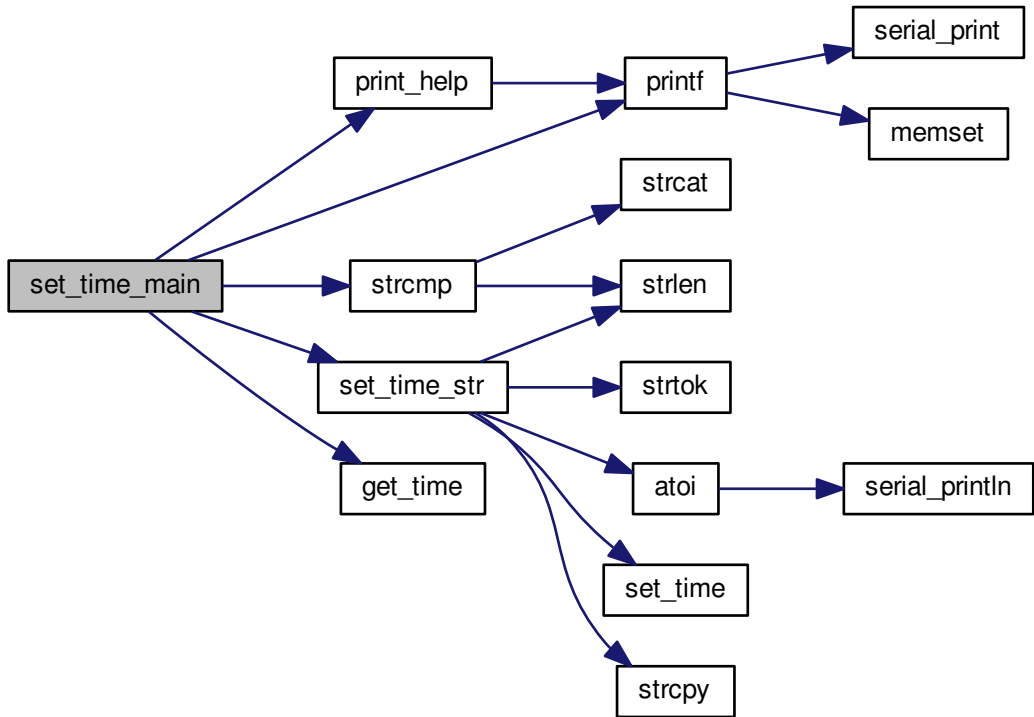 serial_print
print_help
printf
memset
strcat
set_time_main
strcmp
strlen
set_time_str
strtok
get_time
atoi
serial_println
set_time
strcpy